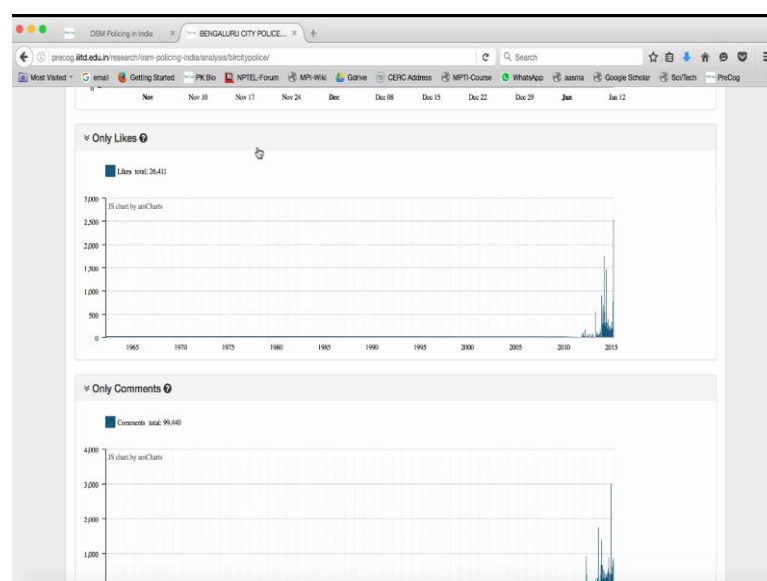 OSM Policing in India × BENGALURU CITY POLICE... × +
precog.iiitd.edu.in/research/osm-policing-india/analysis/blrcitypolice/ Search
Most Visited email Getting Started PK Bio NPTEL-Forum MPI-Wiki Gdrive CERC Address MPTI-Course WhatsApp aasma Google Scholar Sci/Tech PreCog
0
Nov Nov 10 Nov 17 Nov 24 Dec Dec 08 Dec 15 Dec 22 Dec 29 Jan Jan 12
Only Likes
Likes total: 26,411
3,000
JS chart by amCharts
2,500
2,000
1,500
1,000
500
0
1965 1970 1975 1980 1985 1990 1995 2000 2005 2010 2015
Only Comments
Comments total: 99,440
4,000
JS chart by amCharts
3,000
2,000
1,000